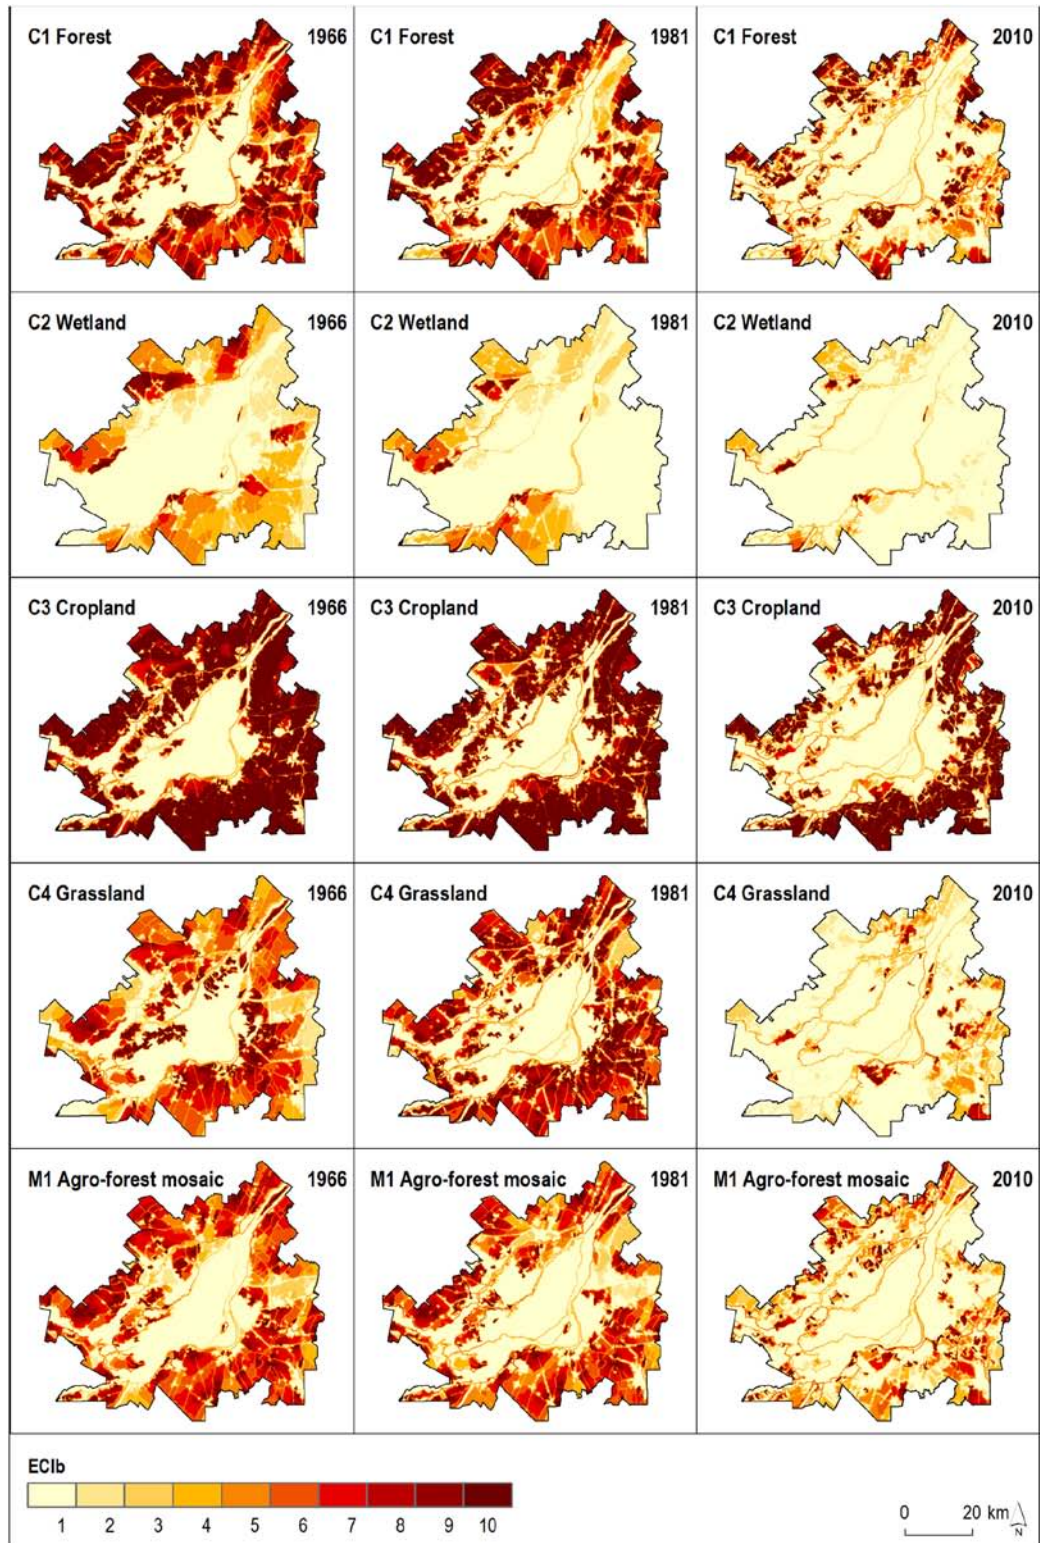 C1 Forest 1966
C1 Forest 1981
C1 Forest 2010
C2 Wetland 1966
C2 Wetland 1981
C2 Wetland 2010
C3 Cropland 1966
C3 Cropland 1981
C3 Cropland 2010
C4 Grassland 1966
C4 Grassland 1981
C4 Grassland 2010
M1 Agro-forest mosaic 1966
M1 Agro-forest mosaic 1981
M1 Agro-forest mosaic 2010
ECIb
1 2 3 4 5 6 7 8 9 10
0 20 km
N